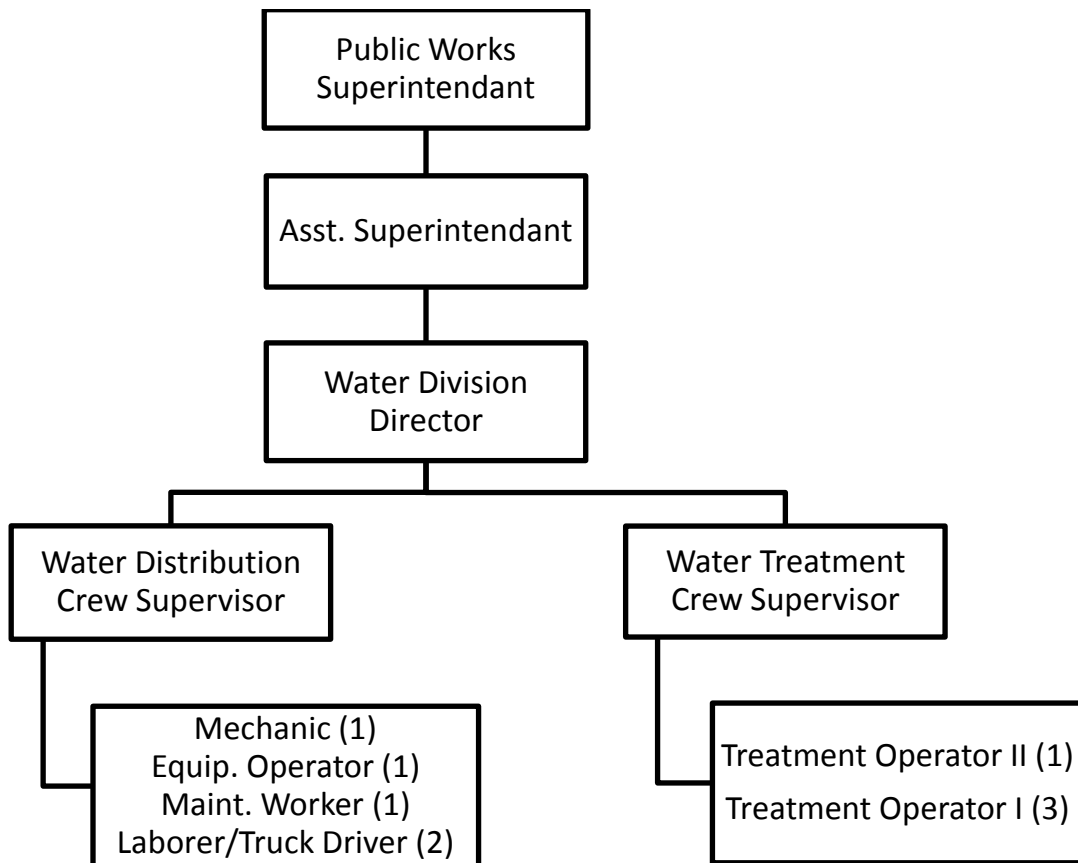 Public Works
Superintendant
Asst. Superintendant
Water Division
Director
Water Distribution
Crew Supervisor
Water Treatment
Crew Supervisor
Mechanic (1)
Equip. Operator (1)
Maint. Worker (1)
Laborer/Truck Driver (2)
Treatment Operator II (1)
Treatment Operator I (3)